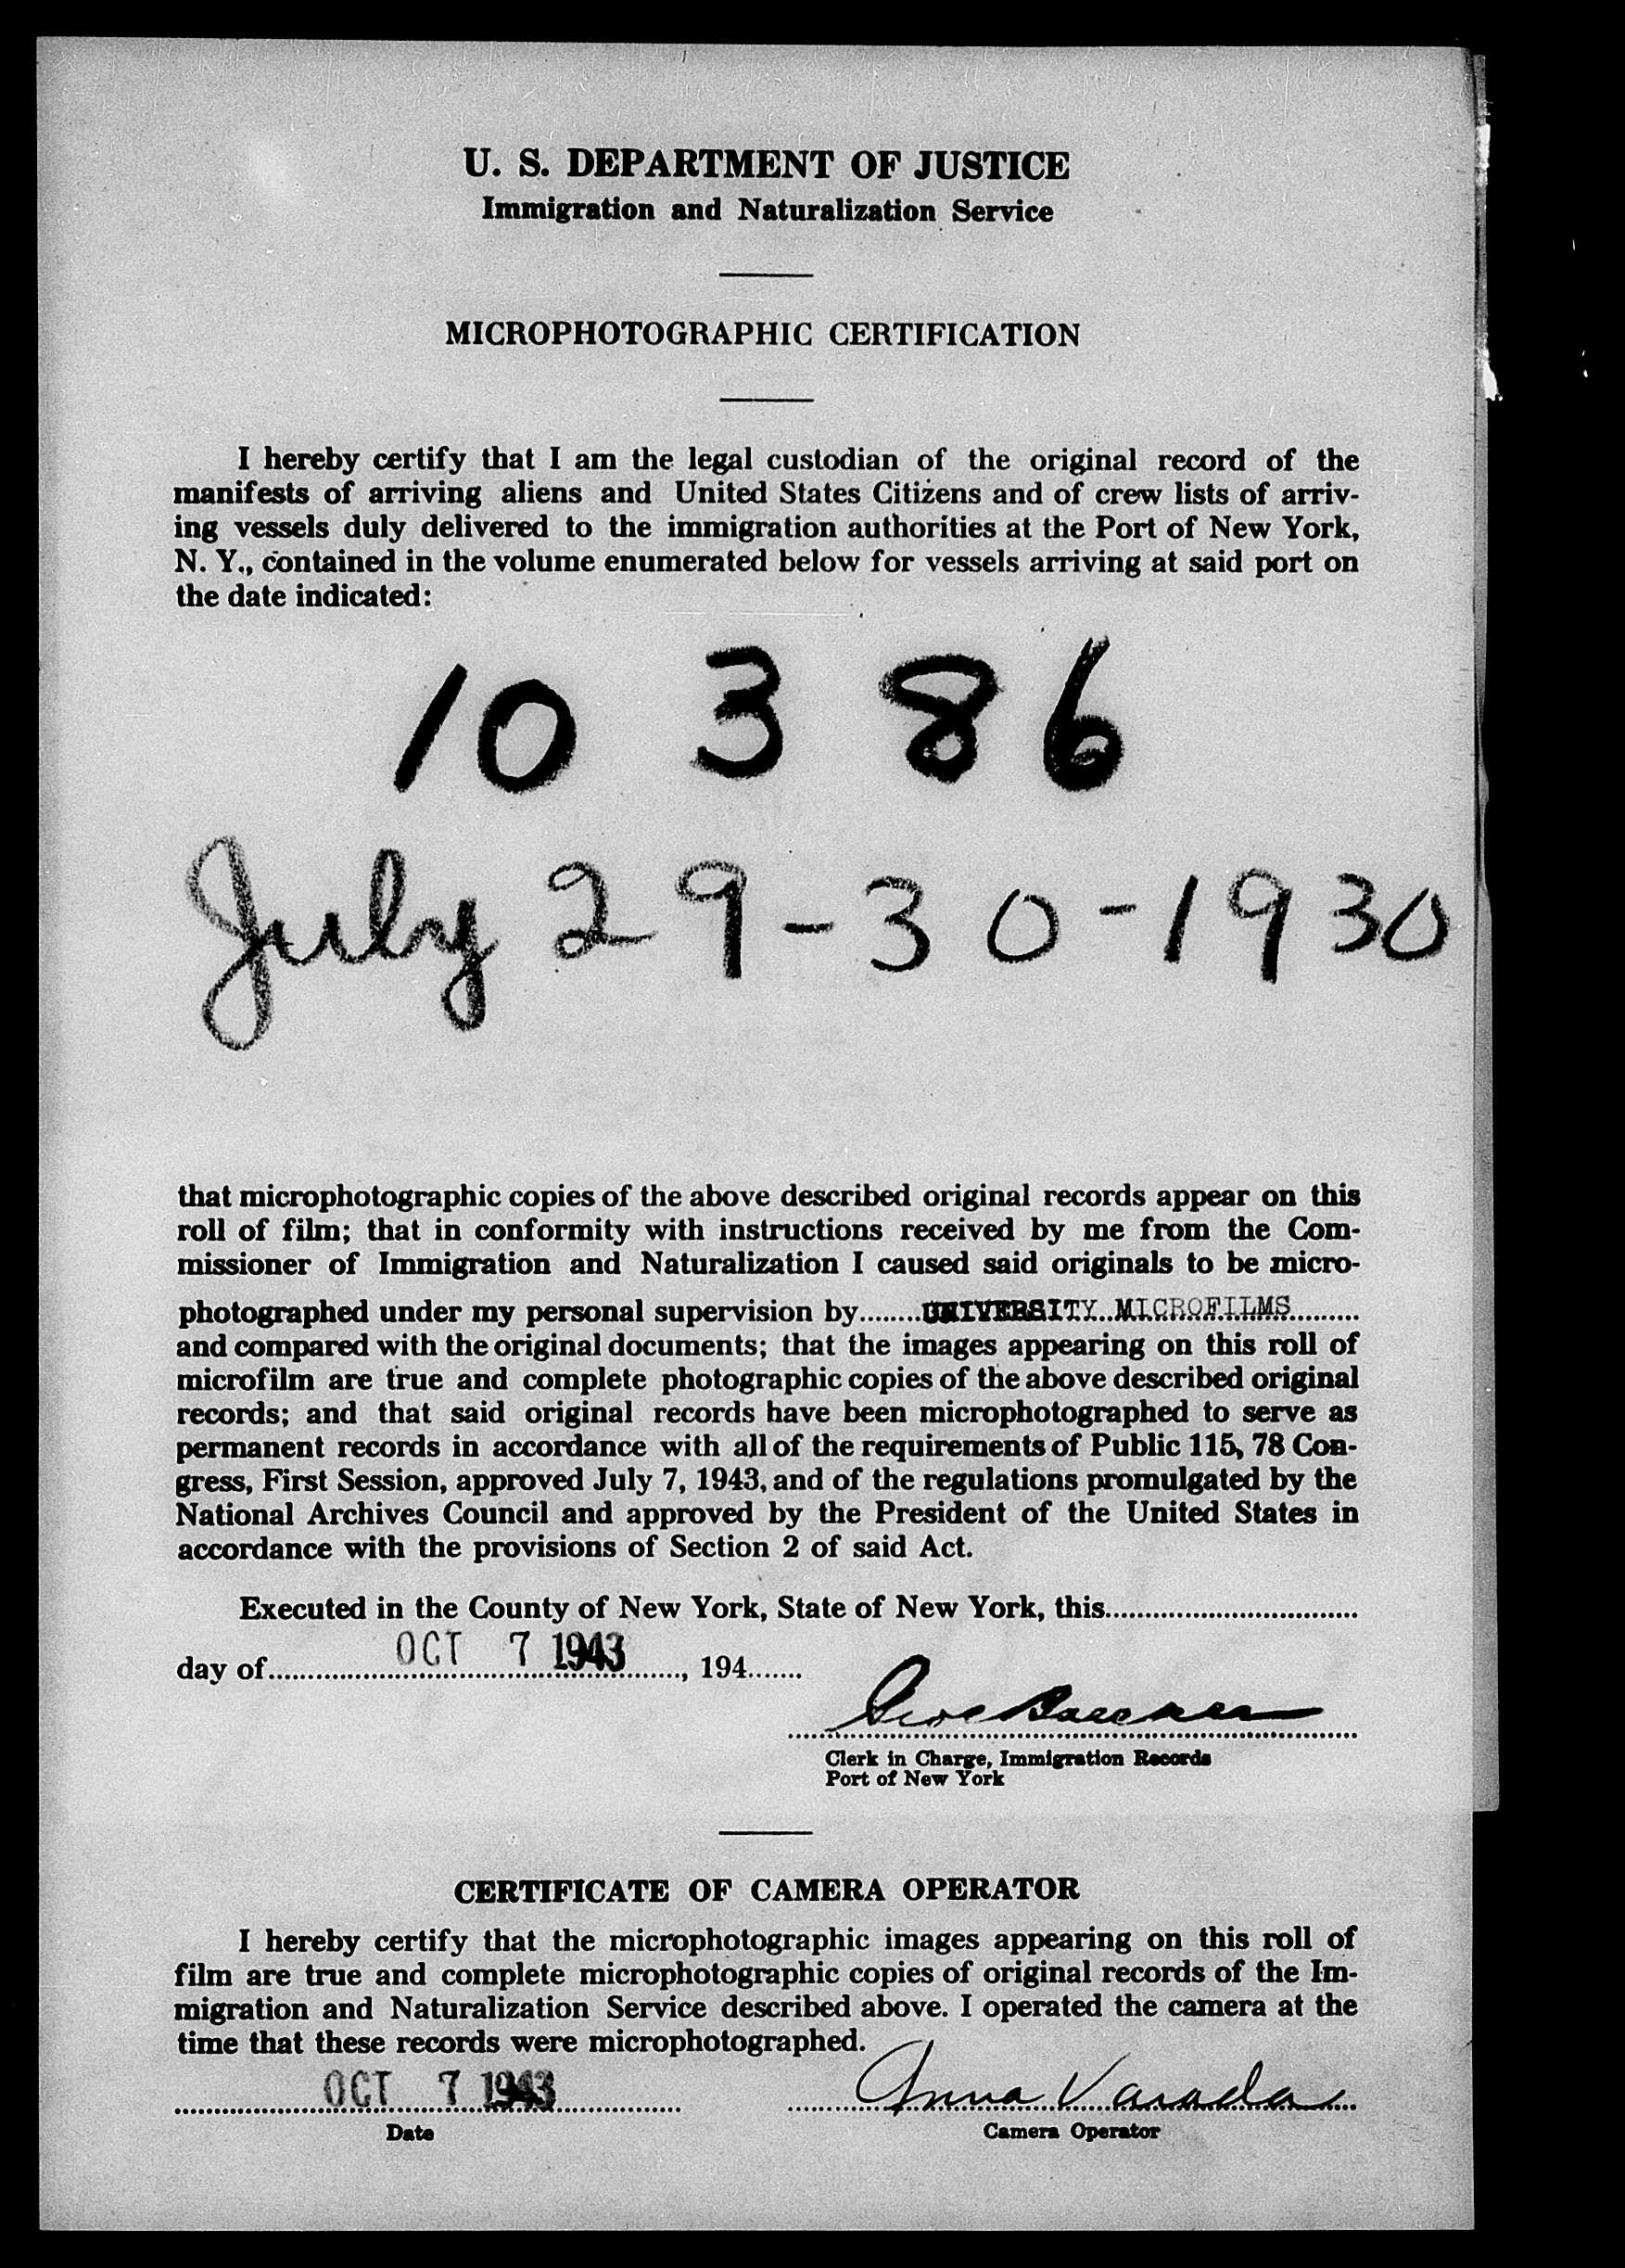 U. S. DEPARTMENT OF JUSTICE
Immigration and Naturalization Service
MICROPHOTOGRAPHIC CERTIFICATION
I hereby certify that I am the legal custodian of the original record of the
manifests of arriving aliens and United States Citizens and of crew lists of arriv-
ing vessels duly delivered to the immigration authorities at the Port of New York,
N. Y., contained in the volume enumerated below for vessels arriving at said port on
the date indicated:
10 3 86
July 29-30-1930
that microphotographic copies of the above described original records appear on this
roll of film; that in conformity with instructions received by me from the Com-
missioner of Immigration and Naturalization I caused said originals to be micro-
photographed under my personal supervision by........UNIVERSITY MICROFILMS.........
and compared with the original documents; that the images appearing on this roll of
microfilm are true and complete photographic copies of the above described original
records; and that said original records have been microphotographed to serve as
permanent records in accordance with all of the requirements of Public 115, 78 Con-
gress, First Session, approved July 7, 1943, and of the regulations promulgated by the
National Archives Council and approved by the President of the United States in
accordance with the provisions of Section 2 of said Act.
Executed in the County of New York, State of New York, this................................
day of................OCT 7 1943......, 194.......
Clerk in Charge, Immigration Records
Port of New York
CERTIFICATE OF CAMERA OPERATOR
I hereby certify that the microphotographic images appearing on this roll of
film are true and complete microphotographic copies of original records of the Im-
migration and Naturalization Service described above. I operated the camera at the
time that these records were microphotographed.
OCT 7 1943 Anna Varada
Date Camera Operator